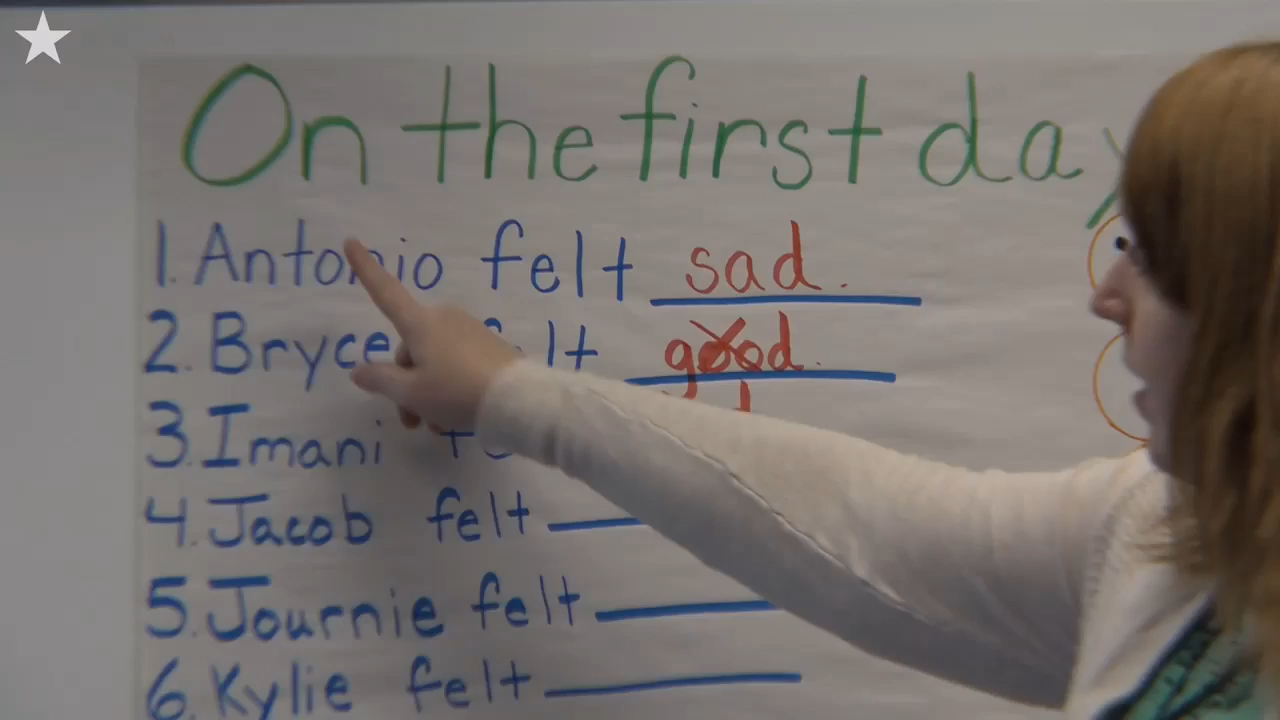 On the first day
1. Antonio felt sad.
2. Bryce felt good.
3. Imani
4. Jacob felt
5. Journie felt
6. Kylie felt